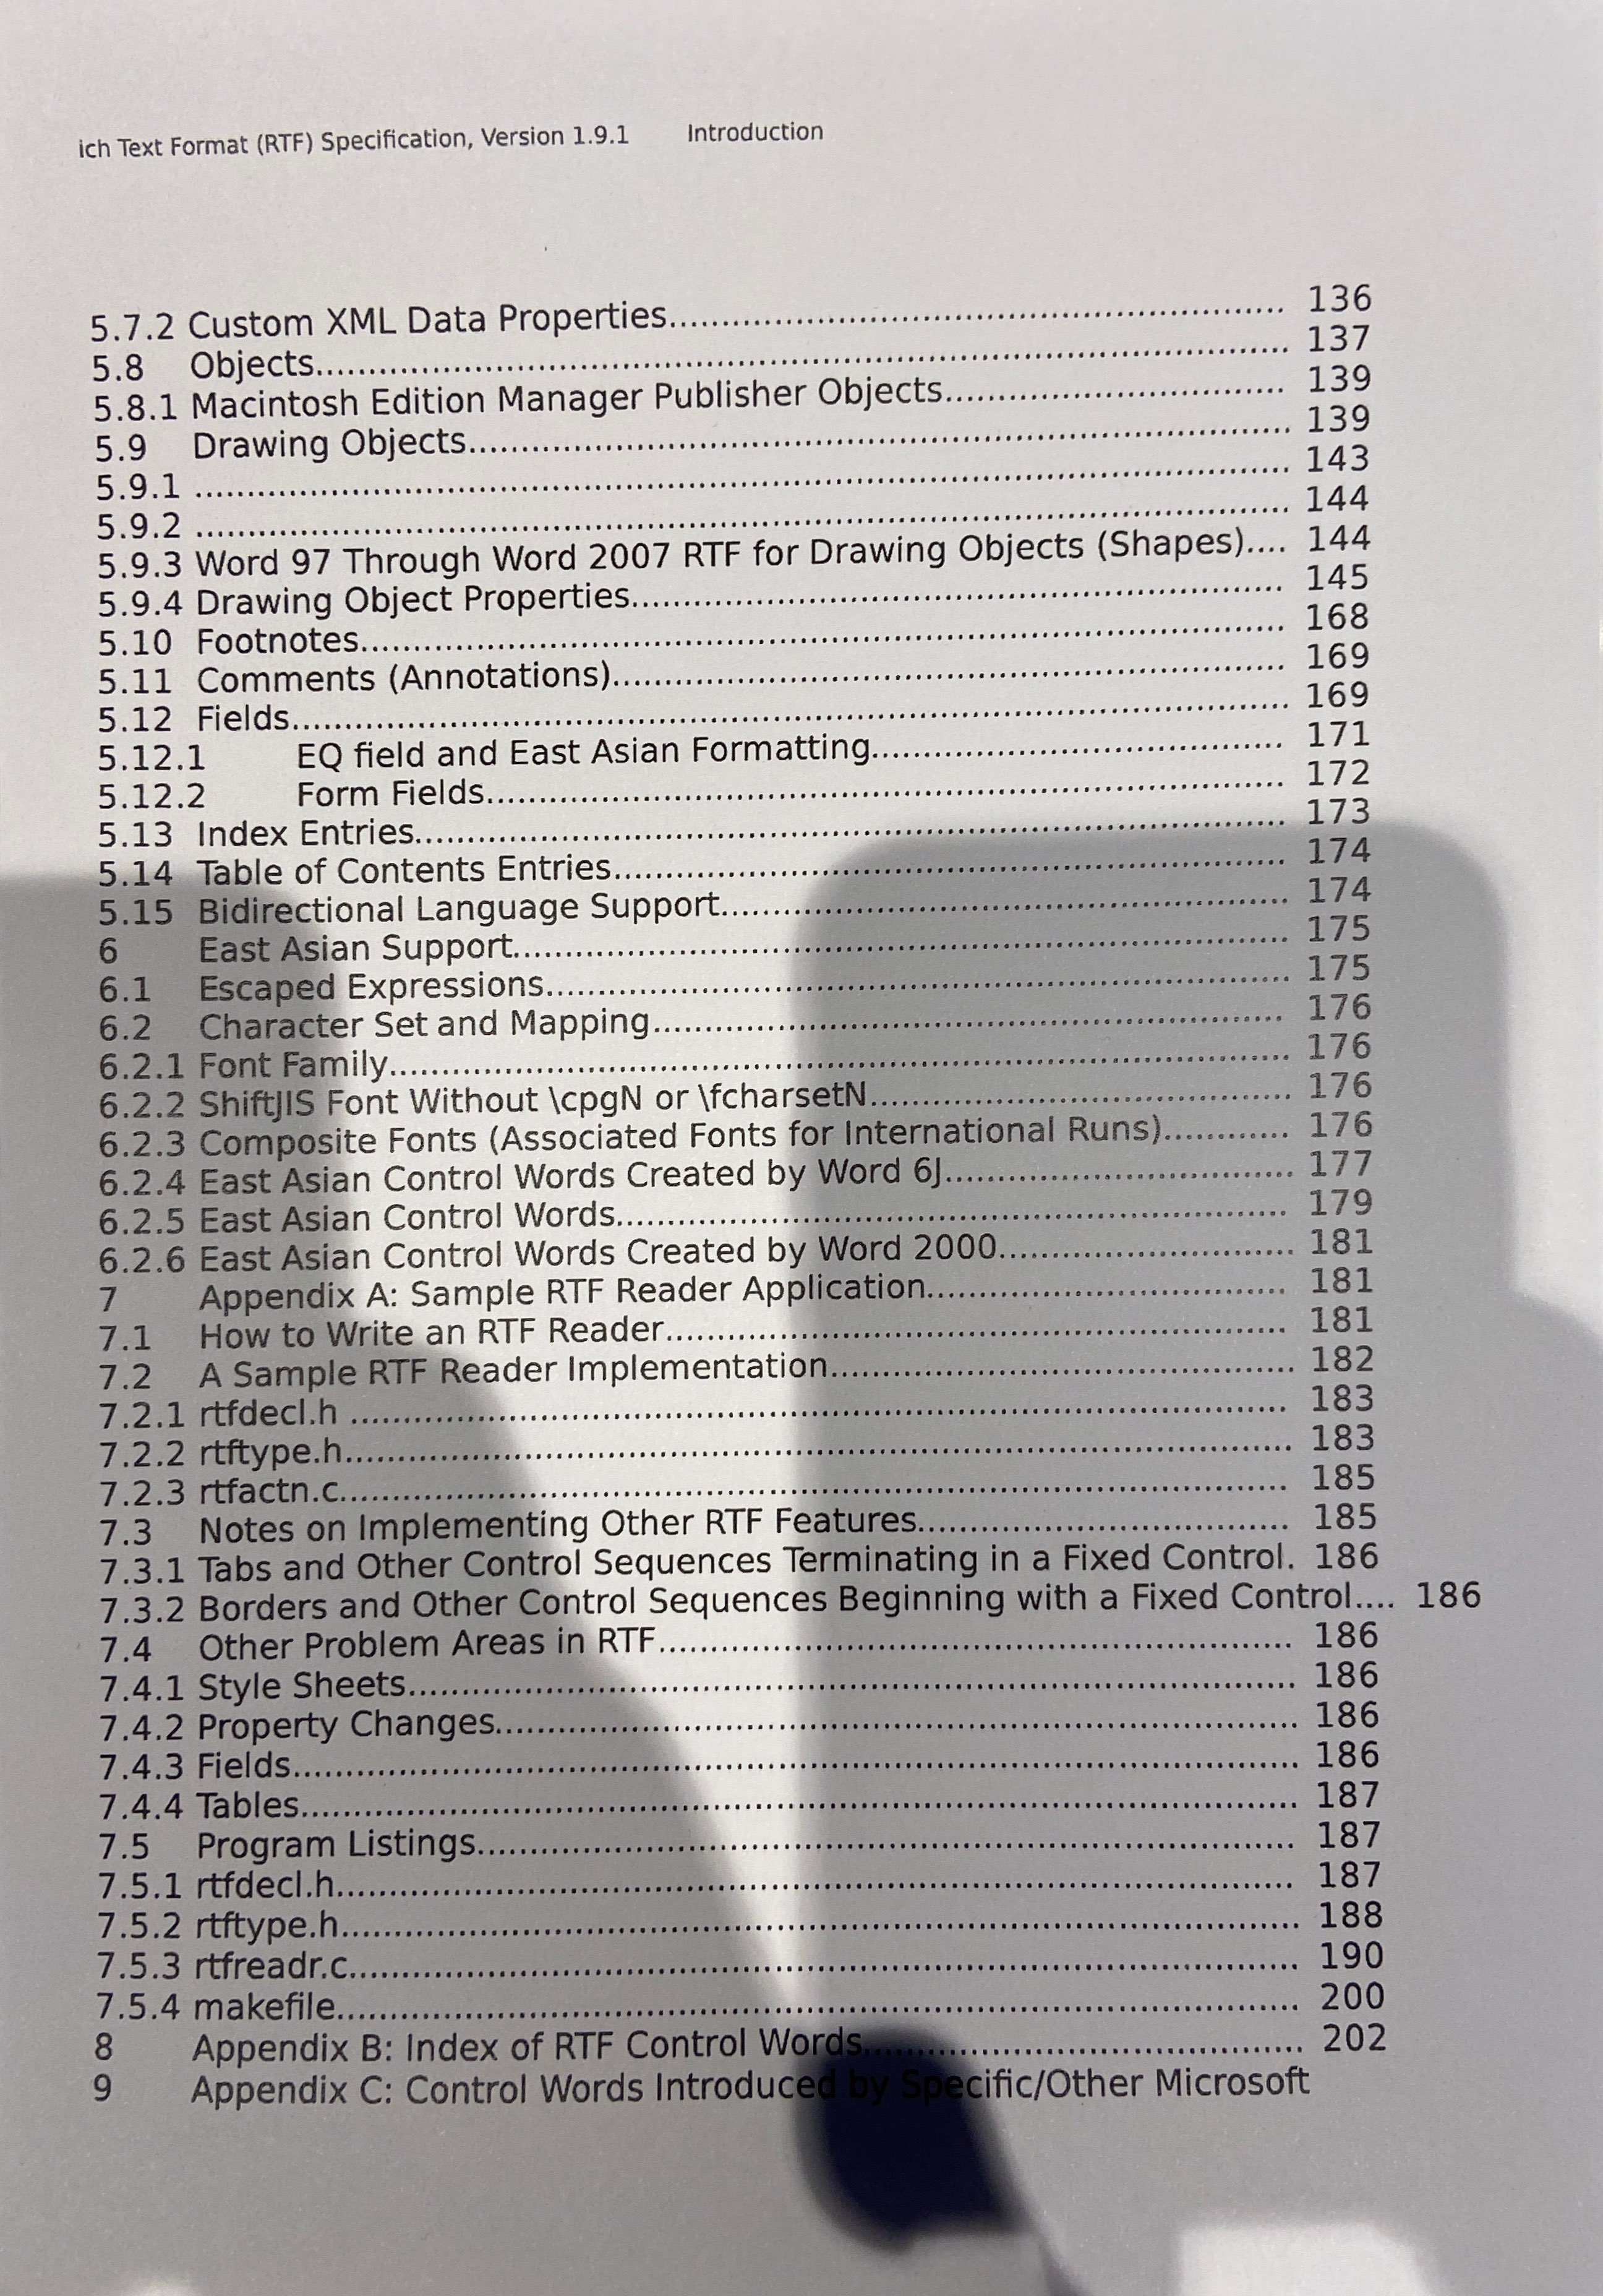 ich Text Format (RTF) Specification, Version 1.9.1 Introduction
5.7.2 Custom XML Data Properties........................................................... 136
5.8 Objects............................................................................................. 137
5.8.1 Macintosh Edition Manager Publisher Objects................................ 139
5.9 Drawing Objects............................................................................... 139
5.9.1 ......................................................................................................... 143
5.9.2 ......................................................................................................... 144
5.9.3 Word 97 Through Word 2007 RTF for Drawing Objects (Shapes).... 144
5.9.4 Drawing Object Properties.............................................................. 145
5.10 Footnotes........................................................................................ 168
5.11 Comments (Annotations)................................................................ 169
5.12 Fields............................................................................................... 169
5.12.1 EQ field and East Asian Formatting....................................... 171
5.12.2 Form Fields............................................................................. 172
5.13 Index Entries................................................................................... 173
5.14 Table of Contents Entries................................................................ 174
5.15 Bidirectional Language Support...................................................... 174
6 East Asian Support.......................................................................... 175
6.1 Escaped Expressions....................................................................... 175
6.2 Character Set and Mapping............................................................. 176
6.2.1 Font Family...................................................................................... 176
6.2.2 ShiftJIS Font Without \cpgN or \fcharsetN........................................ 176
6.2.3 Composite Fonts (Associated Fonts for International Runs)............ 176
6.2.4 East Asian Control Words Created by Word 6J................................. 177
6.2.5 East Asian Control Words................................................................ 179
6.2.6 East Asian Control Words Created by Word 2000............................ 181
7 Appendix A: Sample RTF Reader Application................................... 181
7.1 How to Write an RTF Reader............................................................ 181
7.2 A Sample RTF Reader Implementation............................................. 182
7.2.1 rtfdecl.h .......................................................................................... 183
7.2.2 rtftype.h........................................................................................... 183
7.2.3 rtfactn.c........................................................................................... 185
7.3 Notes on Implementing Other RTF Features.................................... 185
7.3.1 Tabs and Other Control Sequences Terminating in a Fixed Control. 186
7.3.2 Borders and Other Control Sequences Beginning with a Fixed Control.... 186
7.4 Other Problem Areas in RTF............................................................. 186
7.4.1 Style Sheets..................................................................................... 186
7.4.2 Property Changes............................................................................. 186
7.4.3 Fields................................................................................................ 186
7.4.4 Tables............................................................................................... 187
7.5 Program Listings.............................................................................. 187
7.5.1 rtfdecl.h............................................................................................ 187
7.5.2 rtftype.h............................................................................................ 188
7.5.3 rtfreadr.c........................................................................................... 190
7.5.4 makefile............................................................................................ 200
8 Appendix B: Index of RTF Control Words.......................................... 202
9 Appendix C: Control Words Introduced by Specific/Other Microsoft